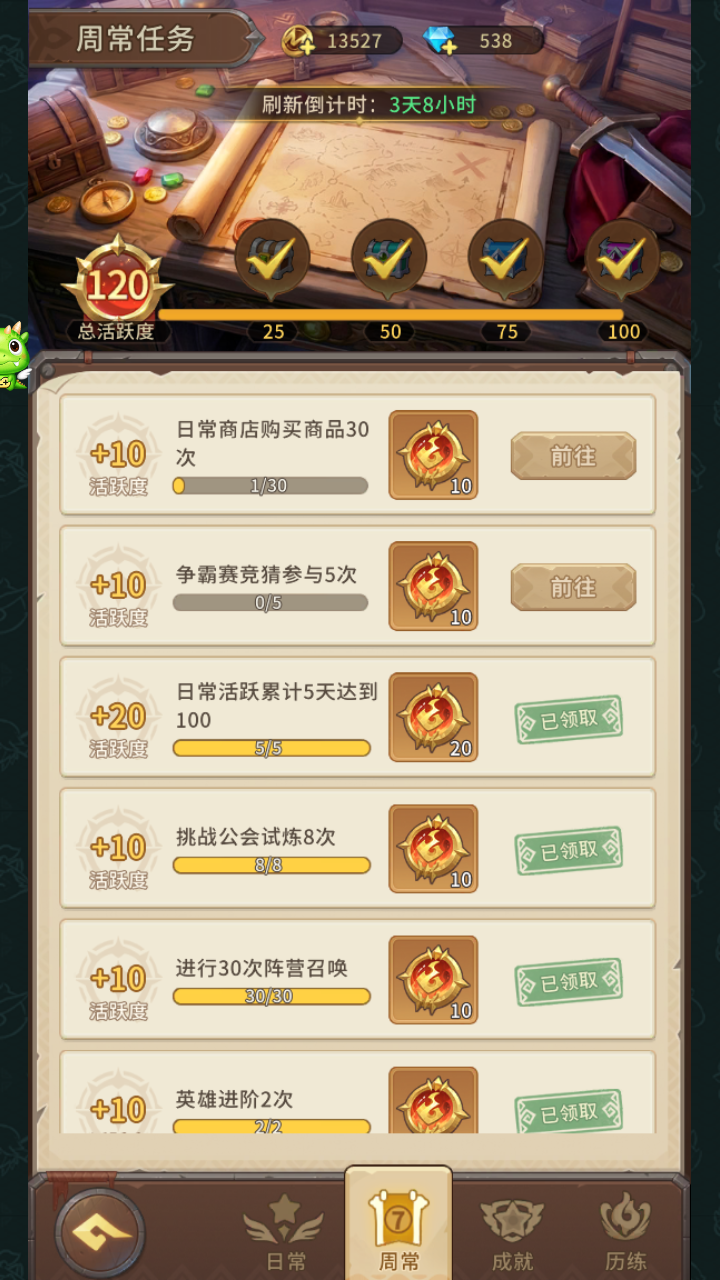 周常任务
13527
538
刷新倒计时：3天8小时
120
总活跃度
25
50
75
100
+10
活跃度
日常商店购买商品30
次
1/30
10
前往
+10
活跃度
争霸赛竞猜参与5次
0/5
10
前往
+20
活跃度
日常活跃累计5天达到
100
5/5
20
已领取
+10
活跃度
挑战公会试炼8次
8/8
10
已领取
+10
活跃度
进行30次阵营召唤
30/30
10
已领取
+10
英雄进阶2次
2/2
已领取
日常
7
周常
成就
历练